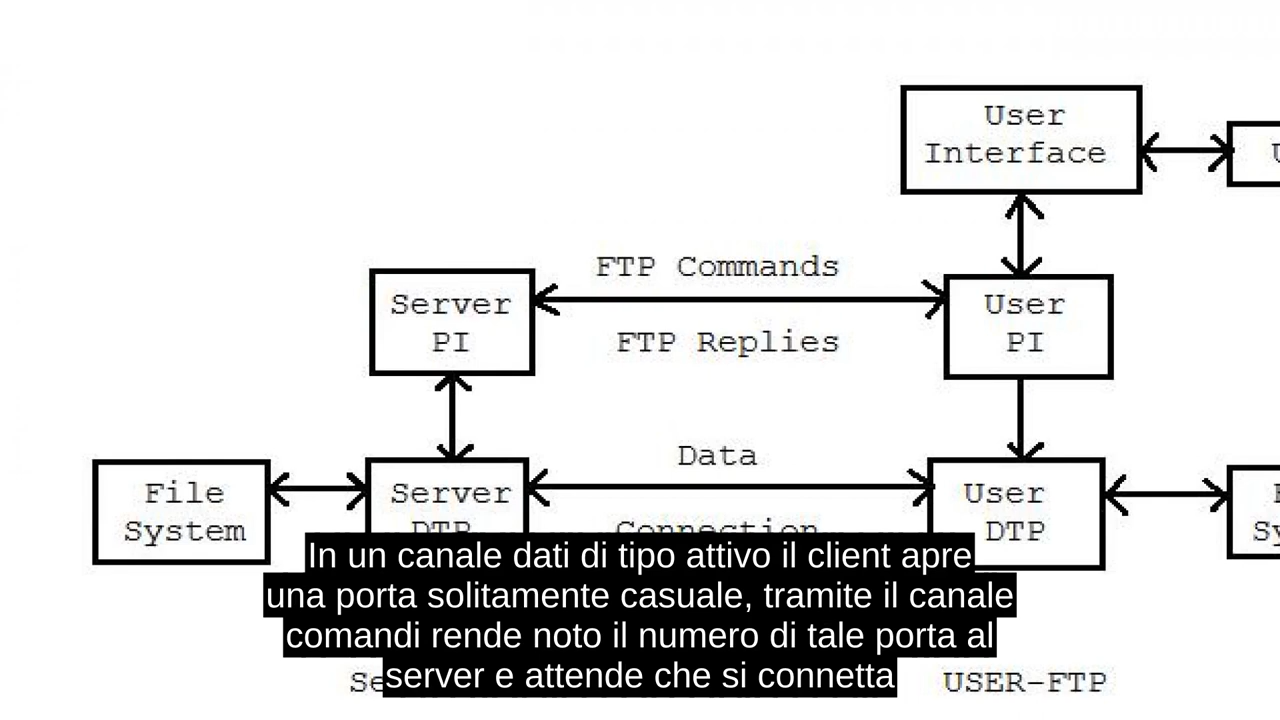 User
Interface
FTP Commands
Server
PI
User
PI
FTP Replies
Data
File
System
Server
DTP
User
DTP
Connection
In un canale dati di tipo attivo il client apre
una porta solitamente casuale, tramite il canale
comandi rende noto il numero di tale porta al
server e attende che si connetta
USER-FTP